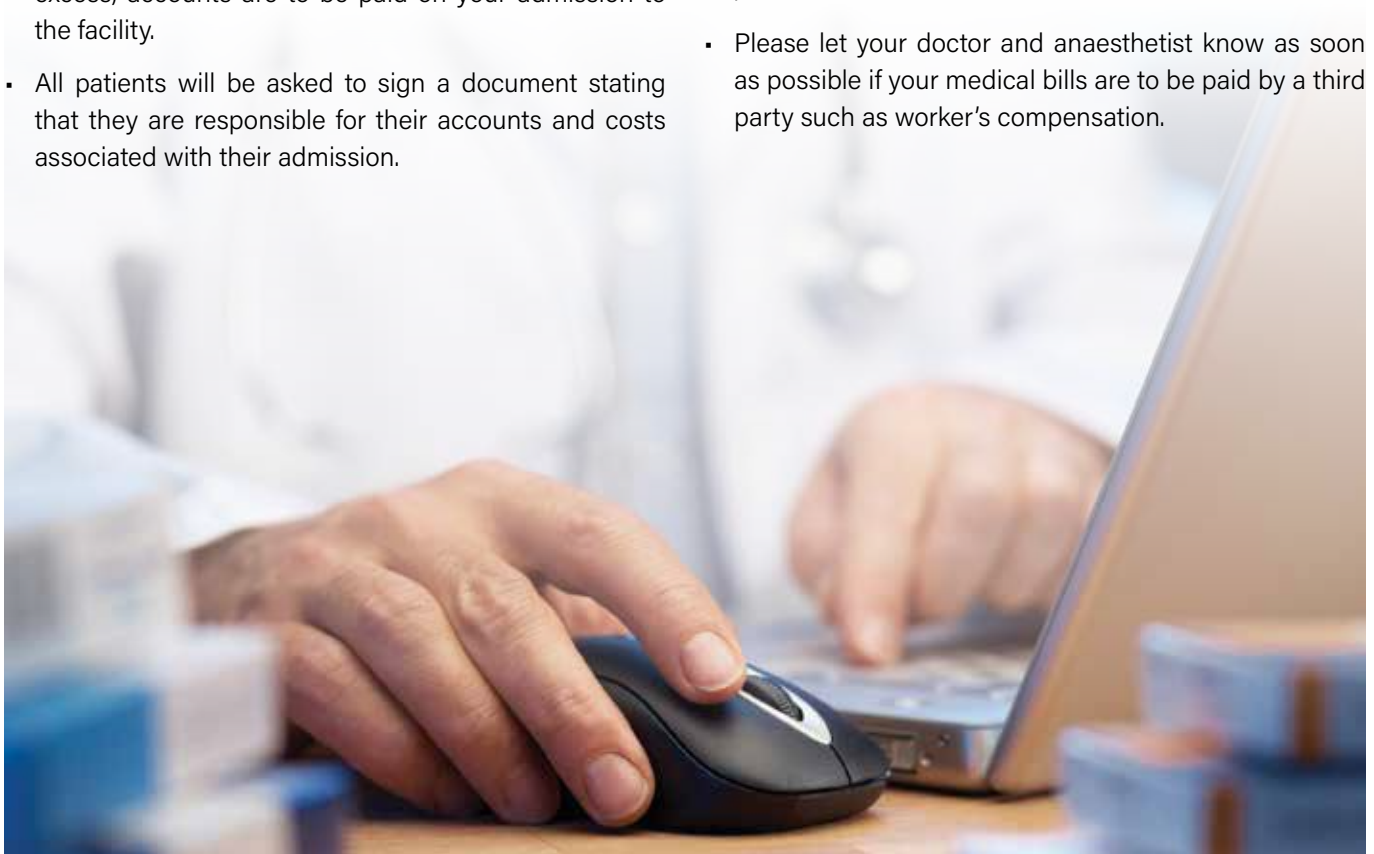 excess, accounts are to be paid on your admission to
the facility.
▪ All patients will be asked to sign a document stating
that they are responsible for their accounts and costs
associated with their admission.
▪ Please let your doctor and anaesthetist know as soon
as possible if your medical bills are to be paid by a third
party such as worker’s compensation.